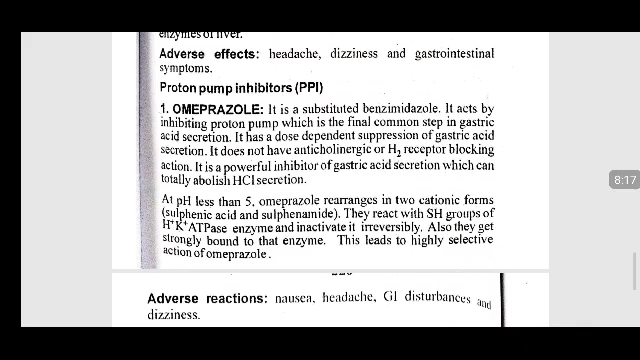 enzymes of liver.
Adverse effects: headache, dizziness and gastrointestinal
symptoms.
Proton pump inhibitors (PPI)
1. OMEPRAZOLE: It is a substituted benzimidazole. It acts by
inhibiting proton pump which is the final common step in gastric
acid secretion. It has a dose dependent suppression of gastric acid
secretion. It does not have anticholinergic or H₂ receptor blocking
action. It is a powerful inhibitor of gastric acid secretion which can
totally abolish HCl secretion.
At pH less than 5, omeprazole rearranges in two cationic forms
(sulphenic acid and sulphenamide). They react with SH groups of
H⁺K⁺ATPase enzyme and inactivate it irreversibly. Also they get
strongly bound to that enzyme. This leads to highly selective
action of omeprazole.
Adverse reactions: nausea, headache, GI disturbances and
dizziness.
8:17